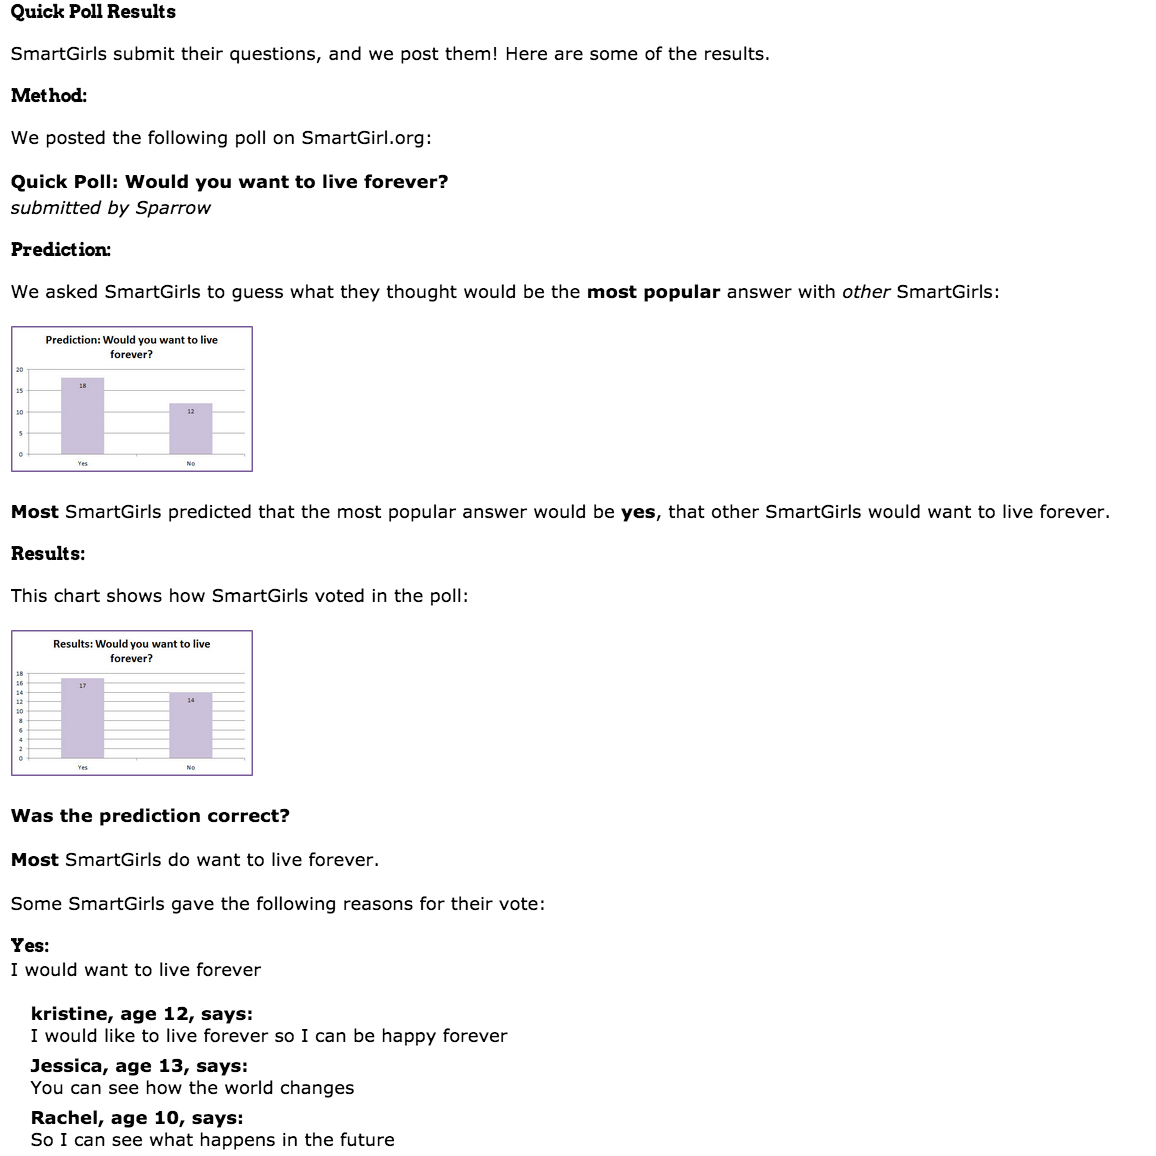 Quick Poll Results
SmartGirls submit their questions, and we post them! Here are some of the results.
Method:
We posted the following poll on SmartGirl.org:
Quick Poll: Would you want to live forever?
submitted by Sparrow
Prediction:
We asked SmartGirls to guess what they thought would be the most popular answer with other SmartGirls:
Prediction: Would you want to live
forever?
20
18
15
10
12
5
0
Yes No
Most SmartGirls predicted that the most popular answer would be yes, that other SmartGirls would want to live forever.
Results:
This chart shows how SmartGirls voted in the poll:
Results: Would you want to live
forever?
18
16
17
14
12
14
10
8
6
4
2
0
Yes No
Was the prediction correct?
Most SmartGirls do want to live forever.
Some SmartGirls gave the following reasons for their vote:
Yes:
I would want to live forever
kristine, age 12, says:
I would like to live forever so I can be happy forever
Jessica, age 13, says:
You can see how the world changes
Rachel, age 10, says:
So I can see what happens in the future